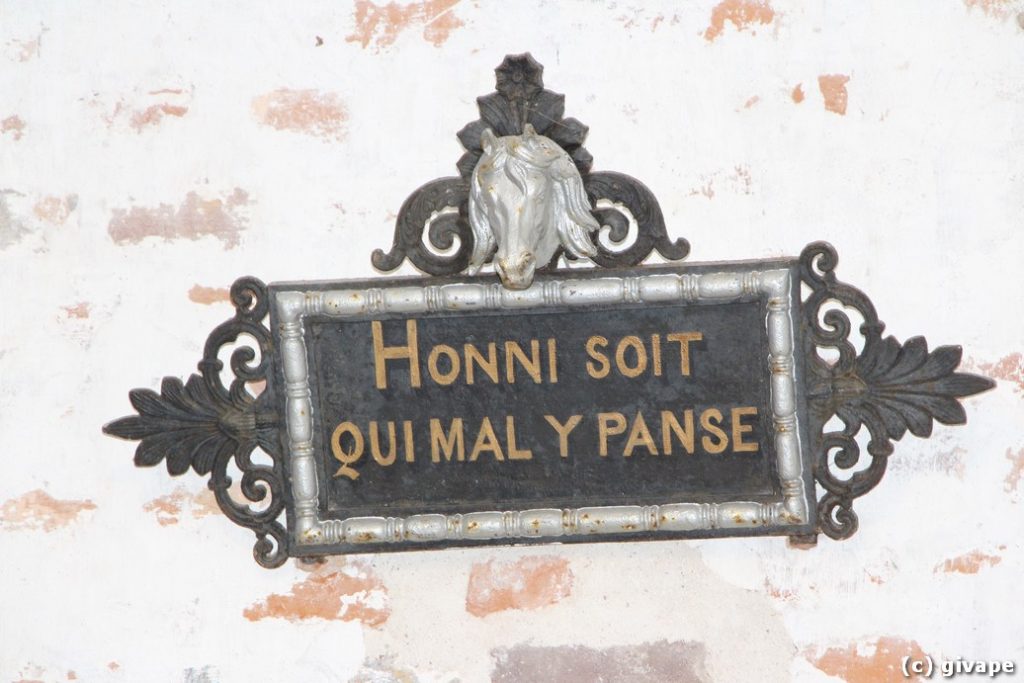 Honni soit
qui mal y panse
(c) givape